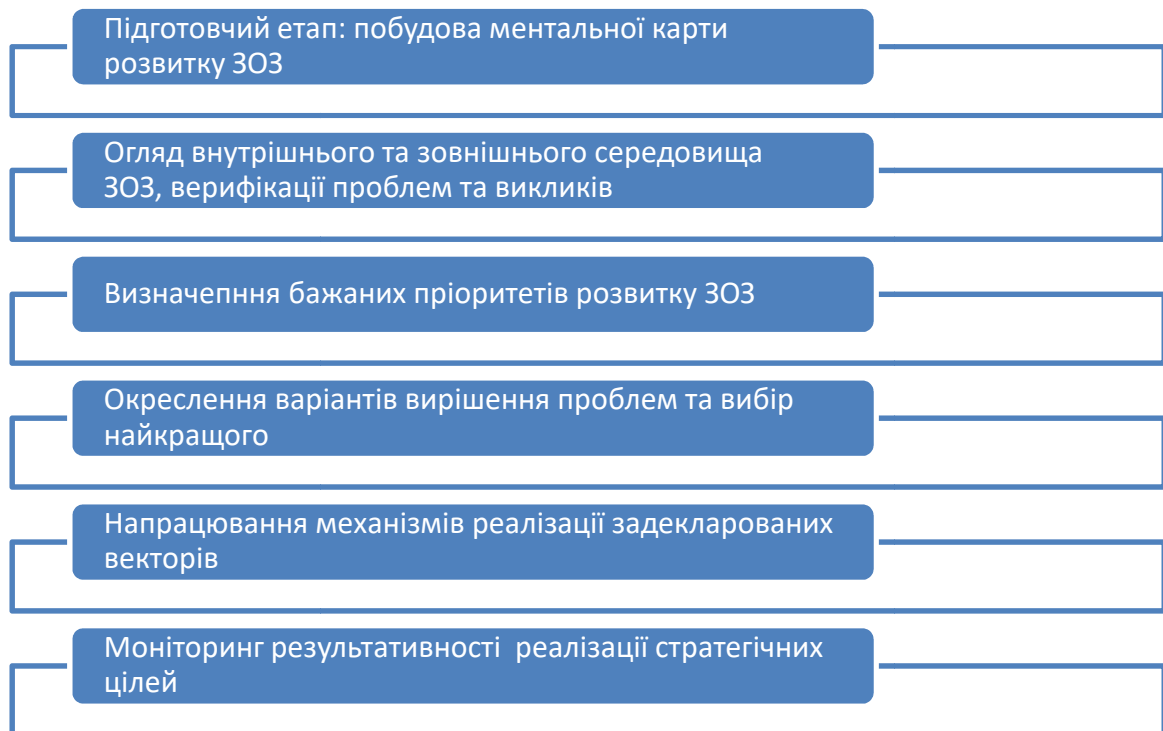 Підготовчий етап: побудова ментальної карти
розвитку ЗОЗ
Огляд внутрішнього та зовнішнього середовища
ЗОЗ, верифікації проблем та викликів
Визначепння бажаних пріоритетів розвитку ЗОЗ
Окреслення варіантів вирішення проблем та вибір
найкращого
Напрацювання механізмів реалізації задекларованих
векторів
Моніторинг результативності  реалізації стратегічних
цілей